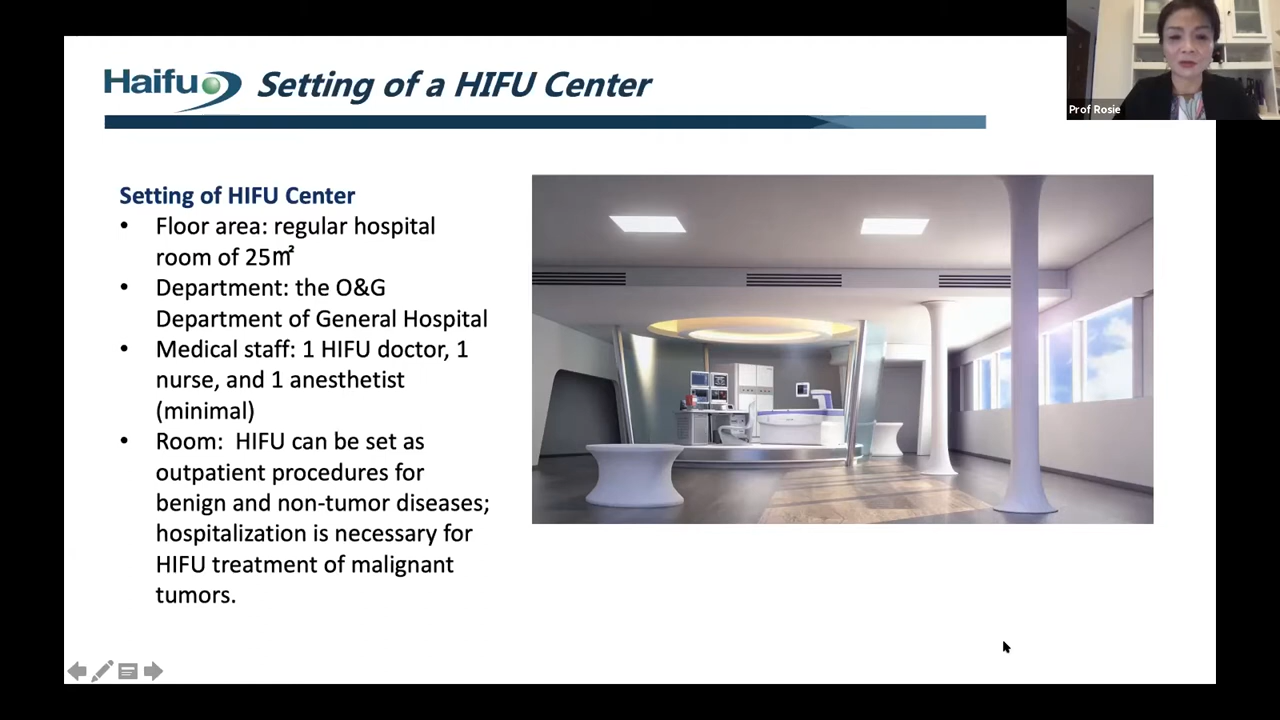 Haifu
Setting of a HIFU Center
Prof Rosie
Setting of HIFU Center
• Floor area: regular hospital
room of 25㎡
• Department: the O&G
Department of General Hospital
• Medical staff: 1 HIFU doctor, 1
nurse, and 1 anesthetist
(minimal)
• Room:  HIFU can be set as
outpatient procedures for
benign and non-tumor diseases;
hospitalization is necessary for
HIFU treatment of malignant
tumors.